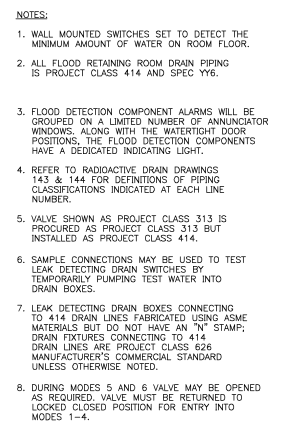 NOTES:
1. WALL MOUNTED SWITCHES SET TO DETECT THE
MINIMUM AMOUNT OF WATER ON ROOM FLOOR.
2. ALL FLOOD RETAINING ROOM DRAIN PIPING
IS PROJECT CLASS 414 AND SPEC YY6.
3. FLOOD DETECTION COMPONENT ALARMS WILL BE
GROUPED ON A LIMITED NUMBER OF ANNUNCIATOR
WINDOWS. ALONG WITH THE WATERTIGHT DOOR
POSITIONS, THE FLOOD DETECTION COMPONENTS
HAVE A DEDICATED INDICATING LIGHT.
4. REFER TO RADIOACTIVE DRAIN DRAWINGS
143 & 144 FOR DEFINITIONS OF PIPING
CLASSIFICATIONS INDICATED AT EACH LINE
NUMBER.
5. VALVE SHOWN AS PROJECT CLASS 313 IS
PROCURED AS PROJECT CLASS 313 BUT
INSTALLED AS PROJECT CLASS 414.
6. SAMPLE CONNECTIONS MAY BE USED TO TEST
LEAK DETECTING DRAIN SWITCHES BY
TEMPORARILY PUMPING TEST WATER INTO
DRAIN BOXES.
7. LEAK DETECTING DRAIN BOXES CONNECTING
TO 414 DRAIN LINES FABRICATED USING ASME
MATERIALS BUT DO NOT HAVE AN "N" STAMP;
DRAIN FIXTURES CONNECTING TO 414
DRAIN LINES ARE PROJECT CLASS 626
MANUFACTURER'S COMMERCIAL STANDARD
UNLESS OTHERWISE NOTED.
8. DURING MODES 5 AND 6 VALVE MAY BE OPENED
AS REQUIRED. VALVE MUST BE RETURNED TO
LOCKED CLOSED POSITION FOR ENTRY INTO
MODES 1-4.